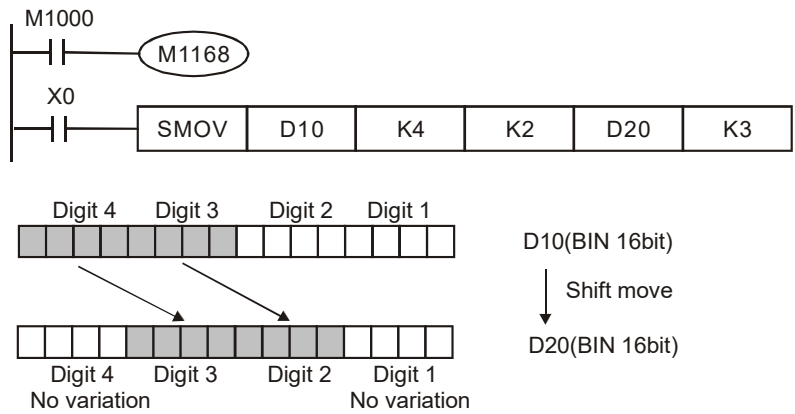 M1000
M1168
X0
SMOV D10 K4 K2 D20 K3
Digit 4 Digit 3 Digit 2 Digit 1
D10(BIN 16bit)
Shift move
D20(BIN 16bit)
Digit 4 Digit 3 Digit 2 Digit 1
No variation No variation